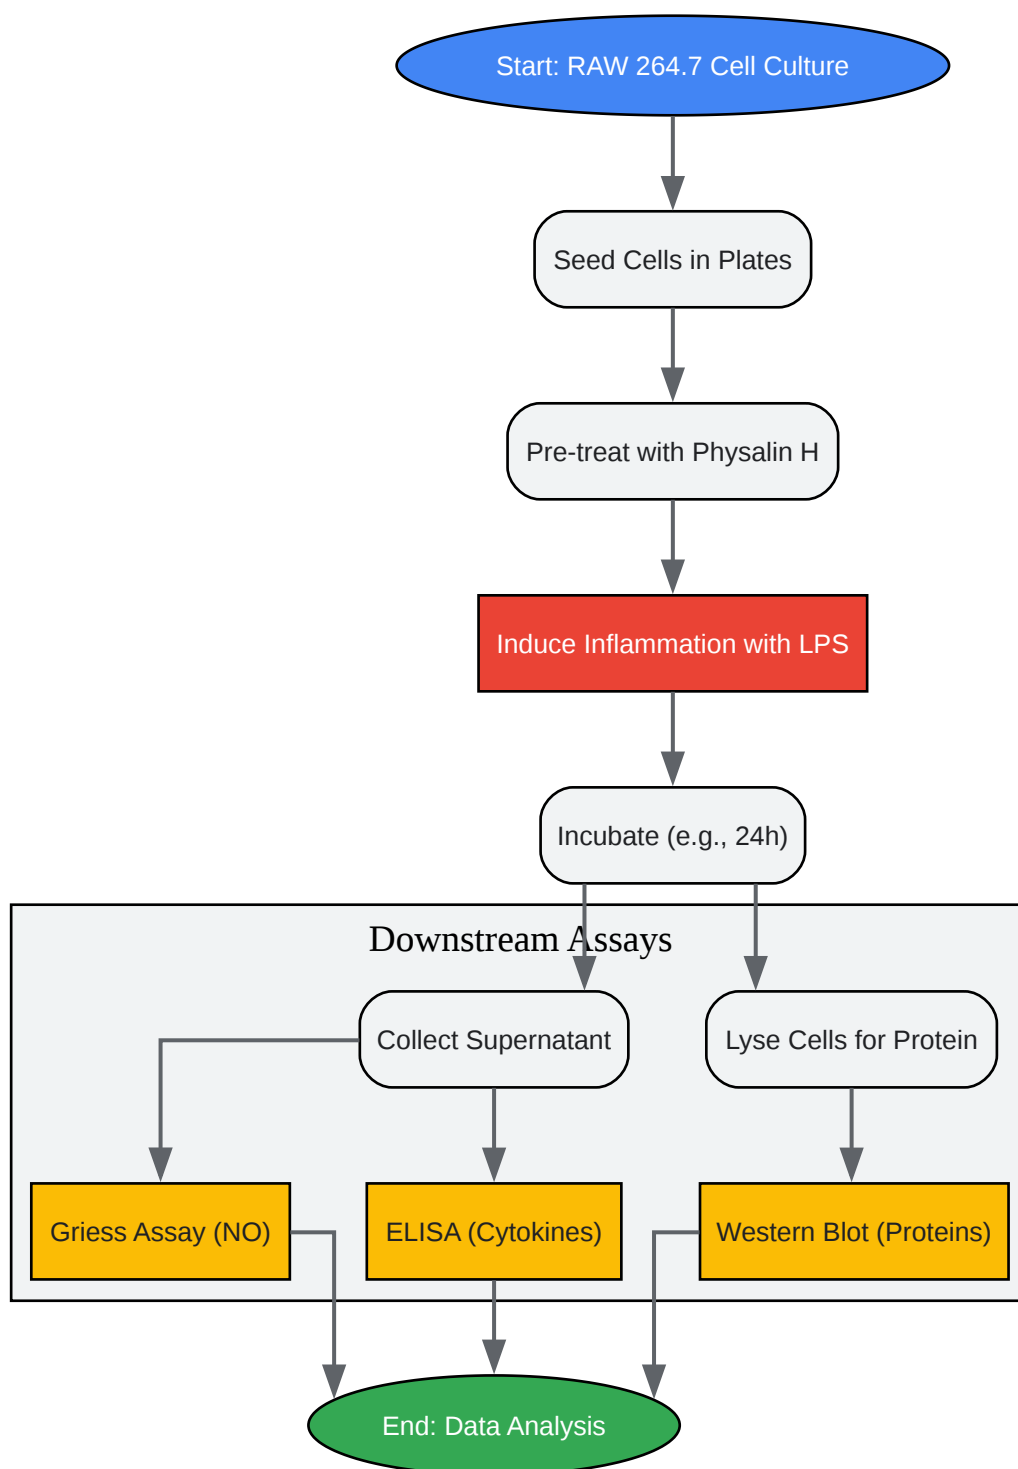 Start: RAW 264.7 Cell Culture
Seed Cells in Plates
Pre-treat with Physalin H
Induce Inflammation with LPS
Incubate (e.g., 24h)
Downstream Assays
Collect Supernatant
Lyse Cells for Protein
Griess Assay (NO)
ELISA (Cytokines)
Western Blot (Proteins)
End: Data Analysis